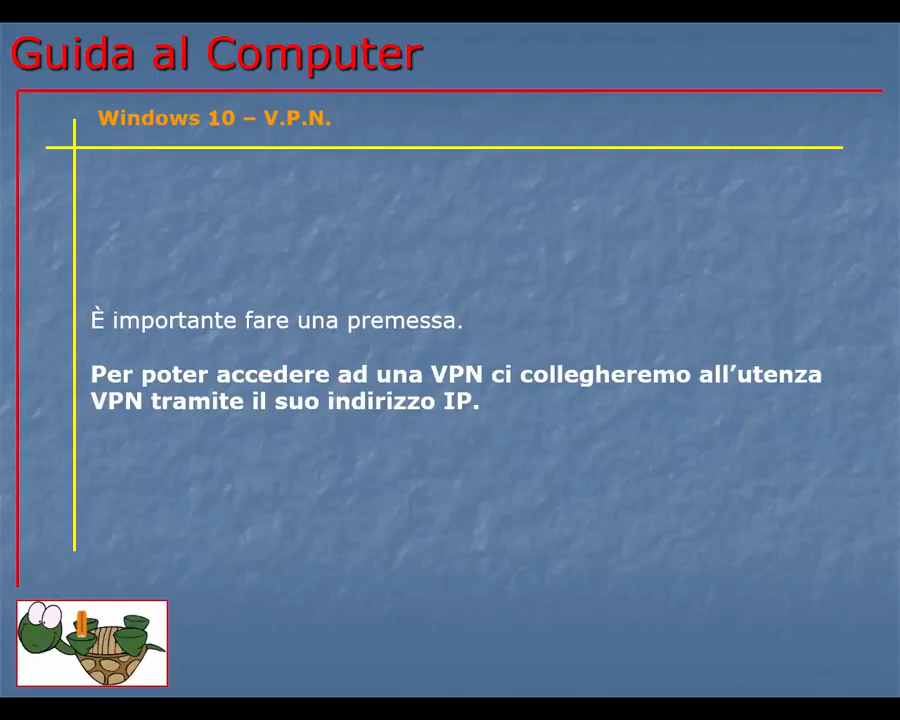 Guida al Computer
Windows 10 – V.P.N.
È importante fare una premessa.
Per poter accedere ad una VPN ci collegheremo all’utenza
VPN tramite il suo indirizzo IP.